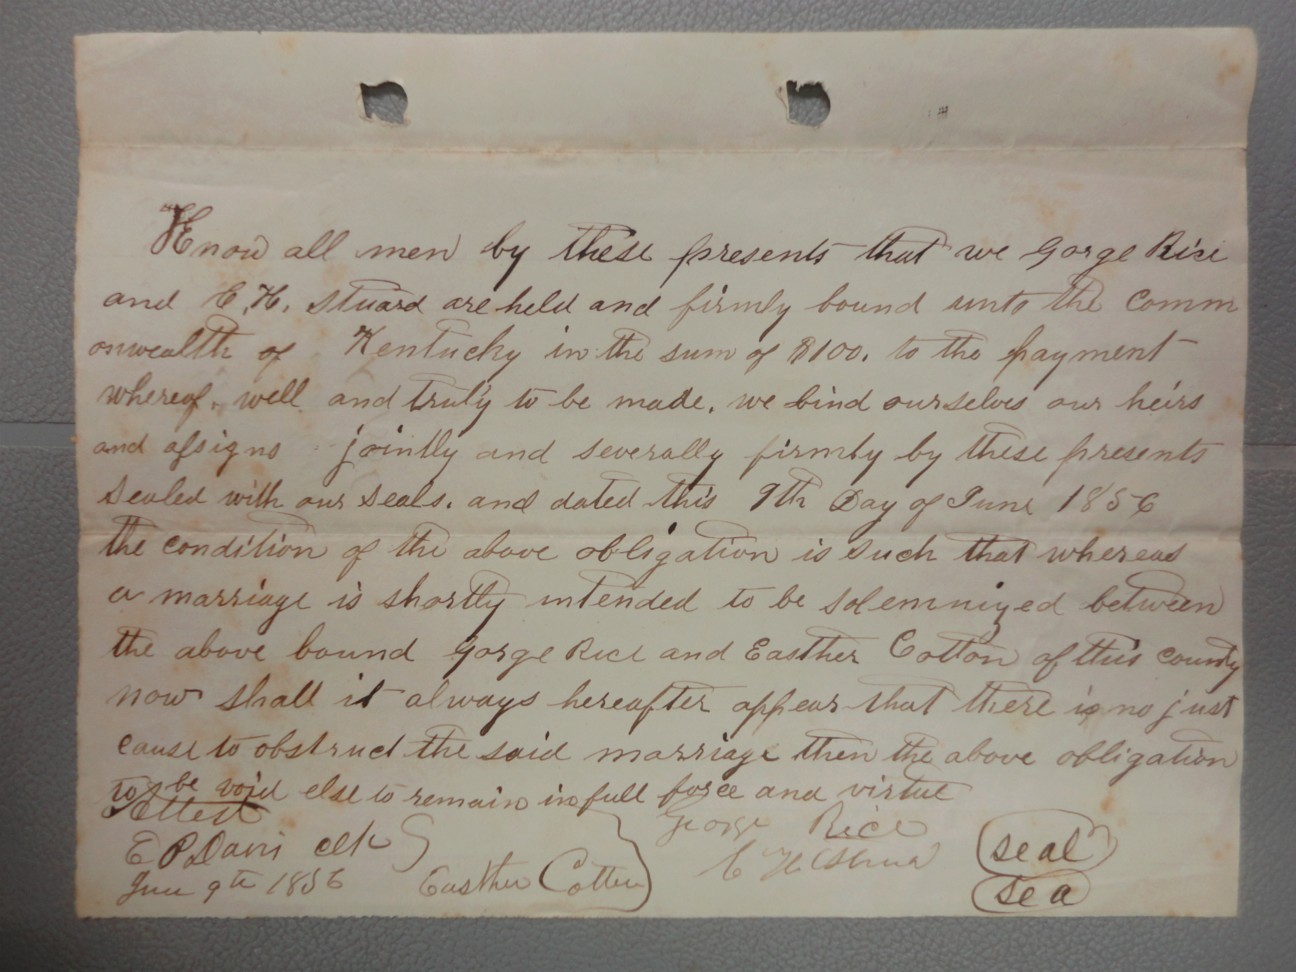 Know all men by these presents that we Gorge Rice
and E. H. Stuard are held and firmly bound unto the Comm
onwealth of Kentucky in the sum of $100. to the payment
whereof, well and truly to be made, we bind ourselves our heirs
and assigns jointly and severally firmly by these presents
Sealed with our seals. and dated this 9th Day of June 1856
the condition of the above obligation is such that whereas
a marriage is shortly intended to be solemnized between
the above bound Gorge Rice and Easther Cotton of this county
now shall it always hereafter appear that there is no just
cause to obstruct the said marriage then the above obligation
to be void else to remain in full force and virtue
Attest
George Rice seal
E P. Davis clk
E H Stuard sea
June 9th 1856 Easther Cotton